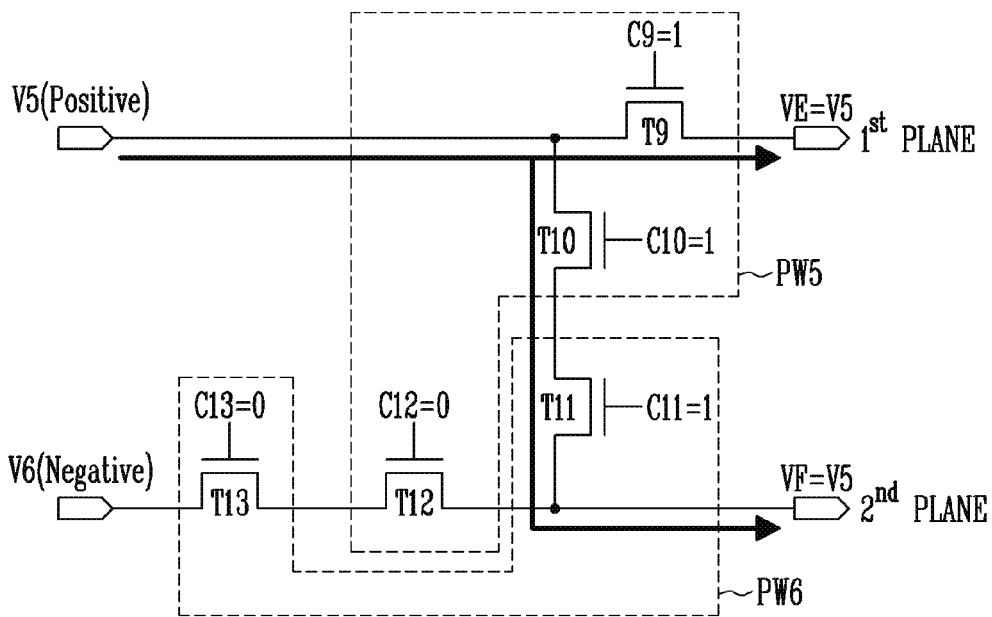 C9=1
V5(Positive)
T9
VE=V5
1st PLANE
T10
C10=1
PW5
C13=0
C12=0
T11
C11=1
V6(Negative)
T13
T12
VF=V5
2nd PLANE
PW6